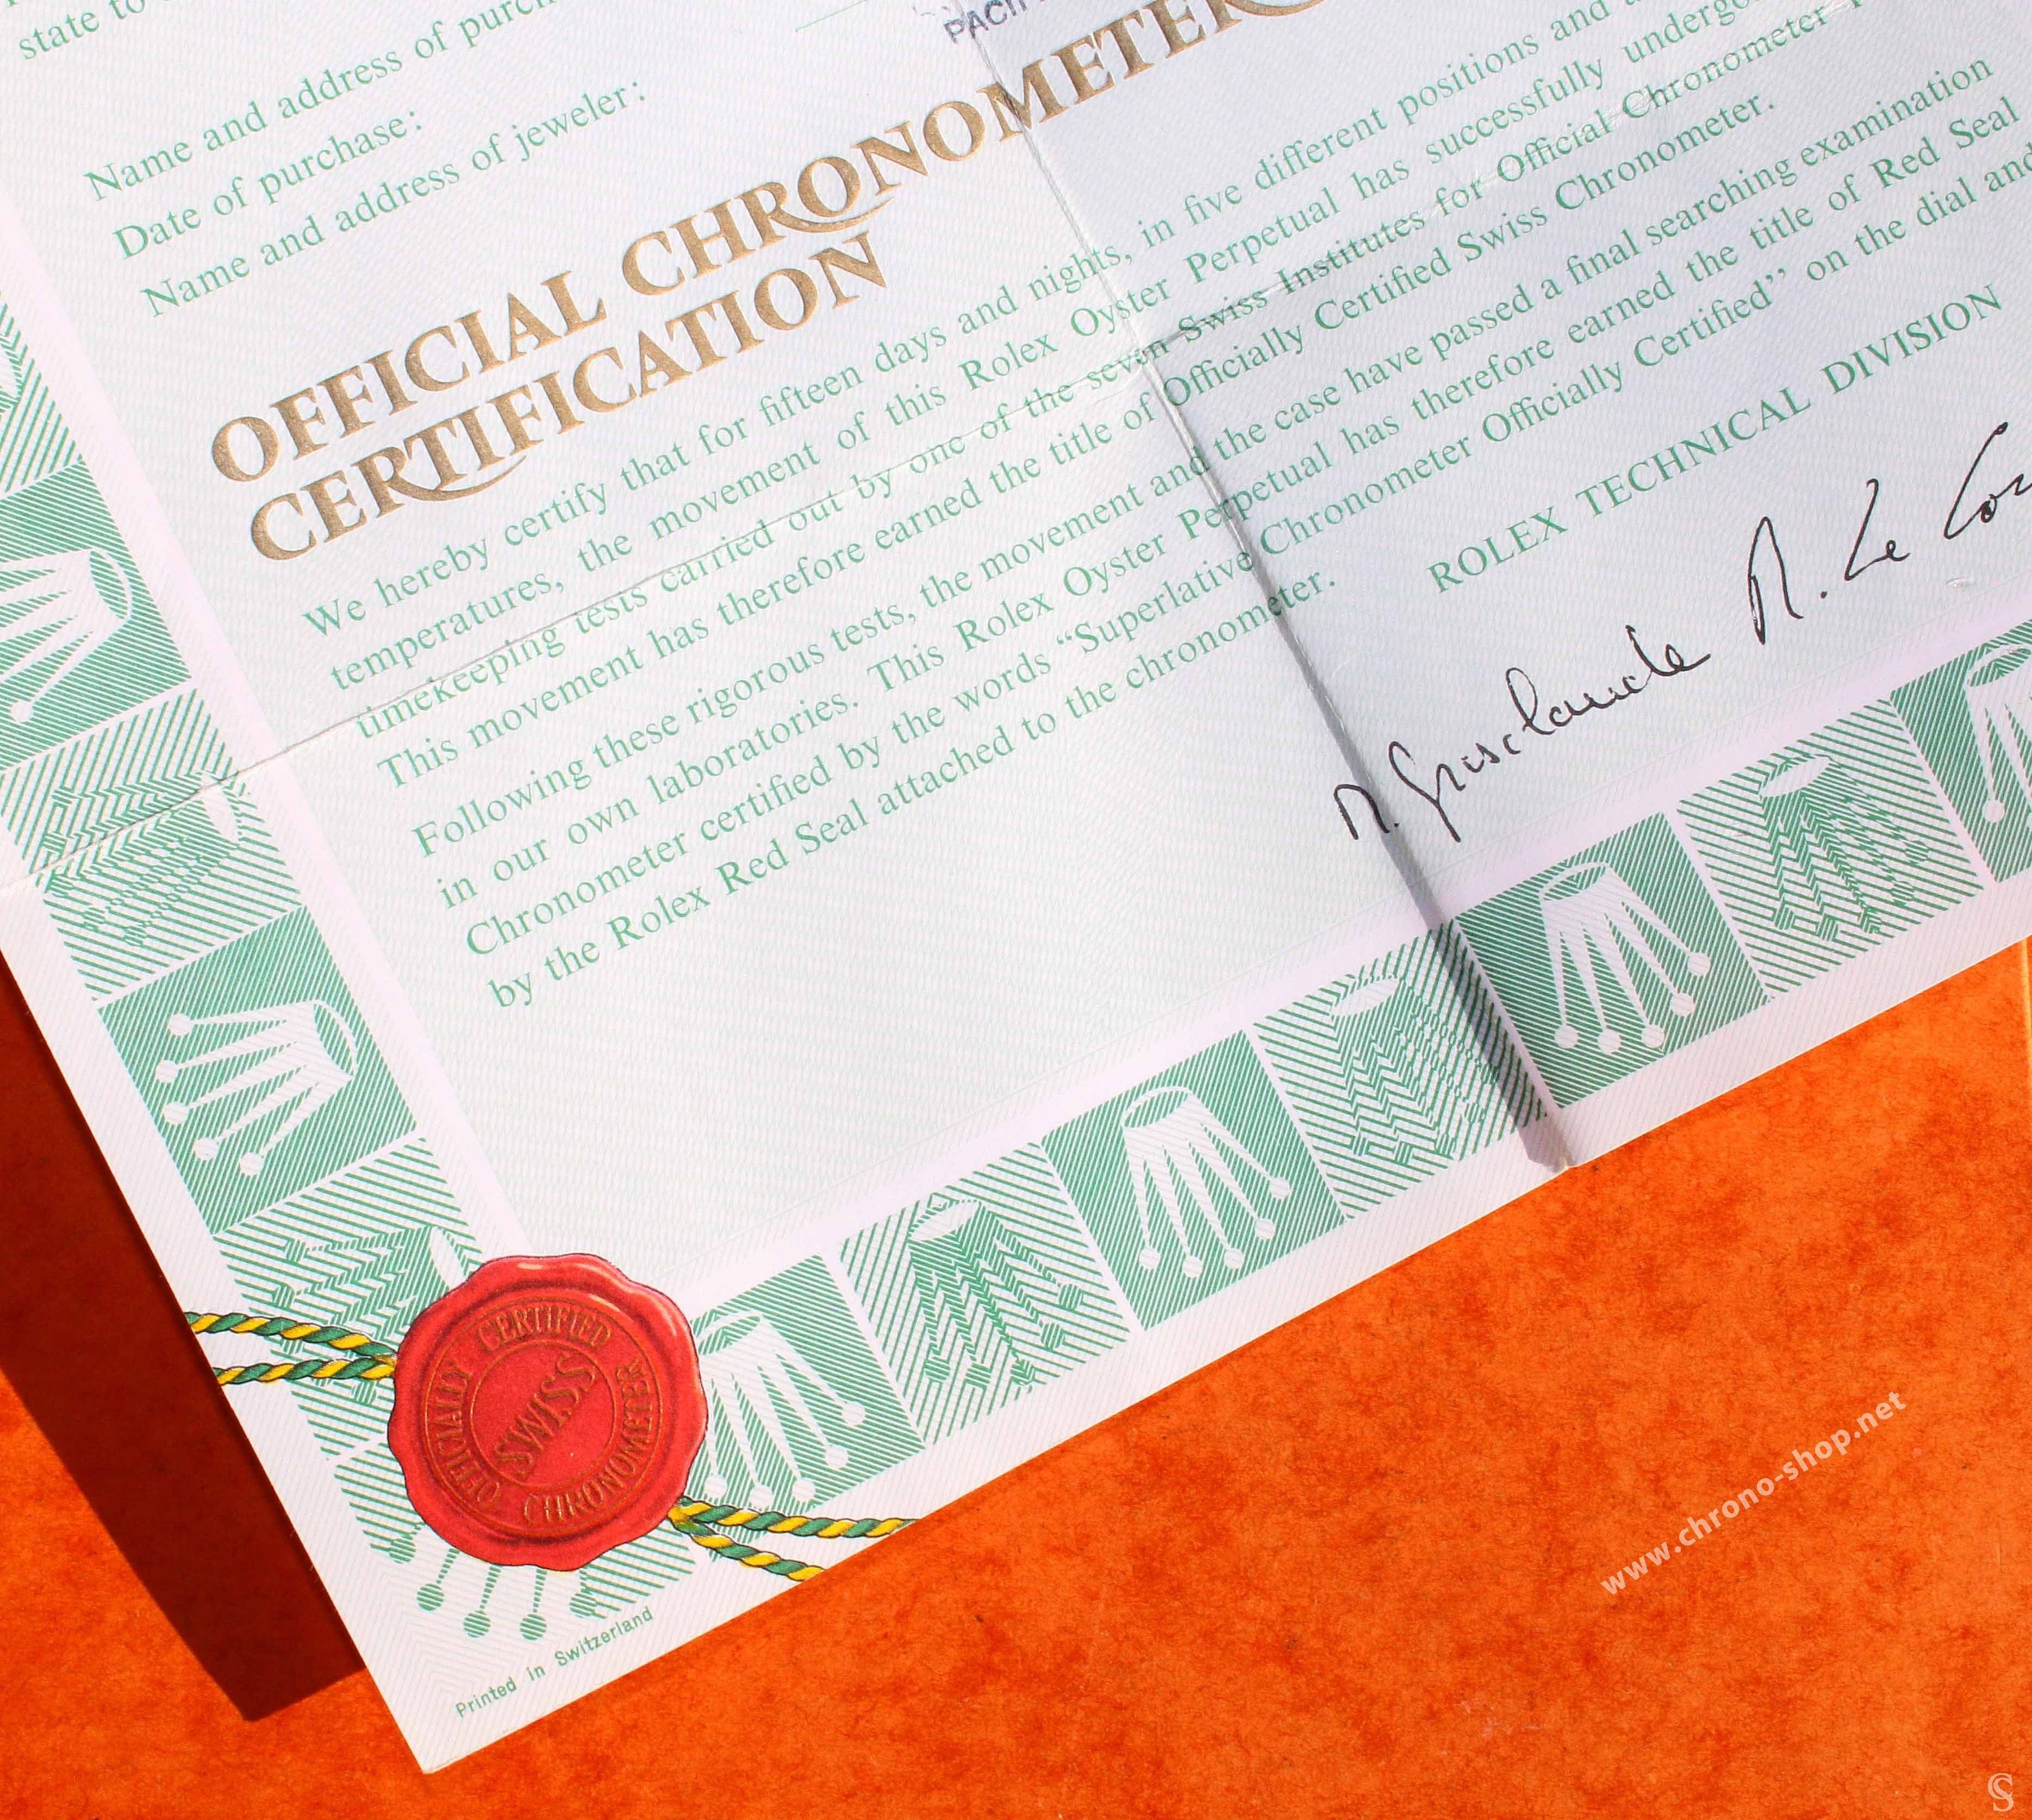 state to
PACIF
Name and address of purch
Date of purchase:
Name and address of jeweler:
OFFICIAL CHRONOMETER
CERTIFICATION
We hereby certify that for fifteen days and nights, in five different positions and
temperatures, the movement of this Rolex Oyster Perpetual has successfully undergo
timekeeping tests carried out by one of the seven Swiss Institutes for Official Chronometer
This movement has therefore earned the title of Officially Certified Swiss Chronometer.
Following these rigorous tests, the movement and the case have passed a final searching examination
in our own laboratories. This Rolex Oyster Perpetual has therefore earned the title of Red Seal
Chronometer certified by the words “Superlative Chronometer Officially Certified” on the dial and
by the Rolex Red Seal attached to the chronometer.
ROLEX TECHNICAL DIVISION
OFFICIALLY CERTIFIED CHRONOMETER
SWISS
Printed in Switzerland
www.chrono-shop.net